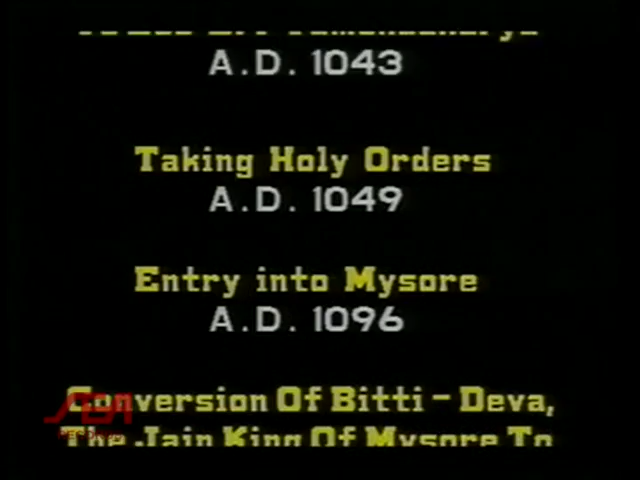 A.D. 1043
Taking Holy Orders
A.D. 1049
Entry into Mysore
A.D. 1096
Conversion Of Bitti - Deva,
The Jain King Of Mysore To